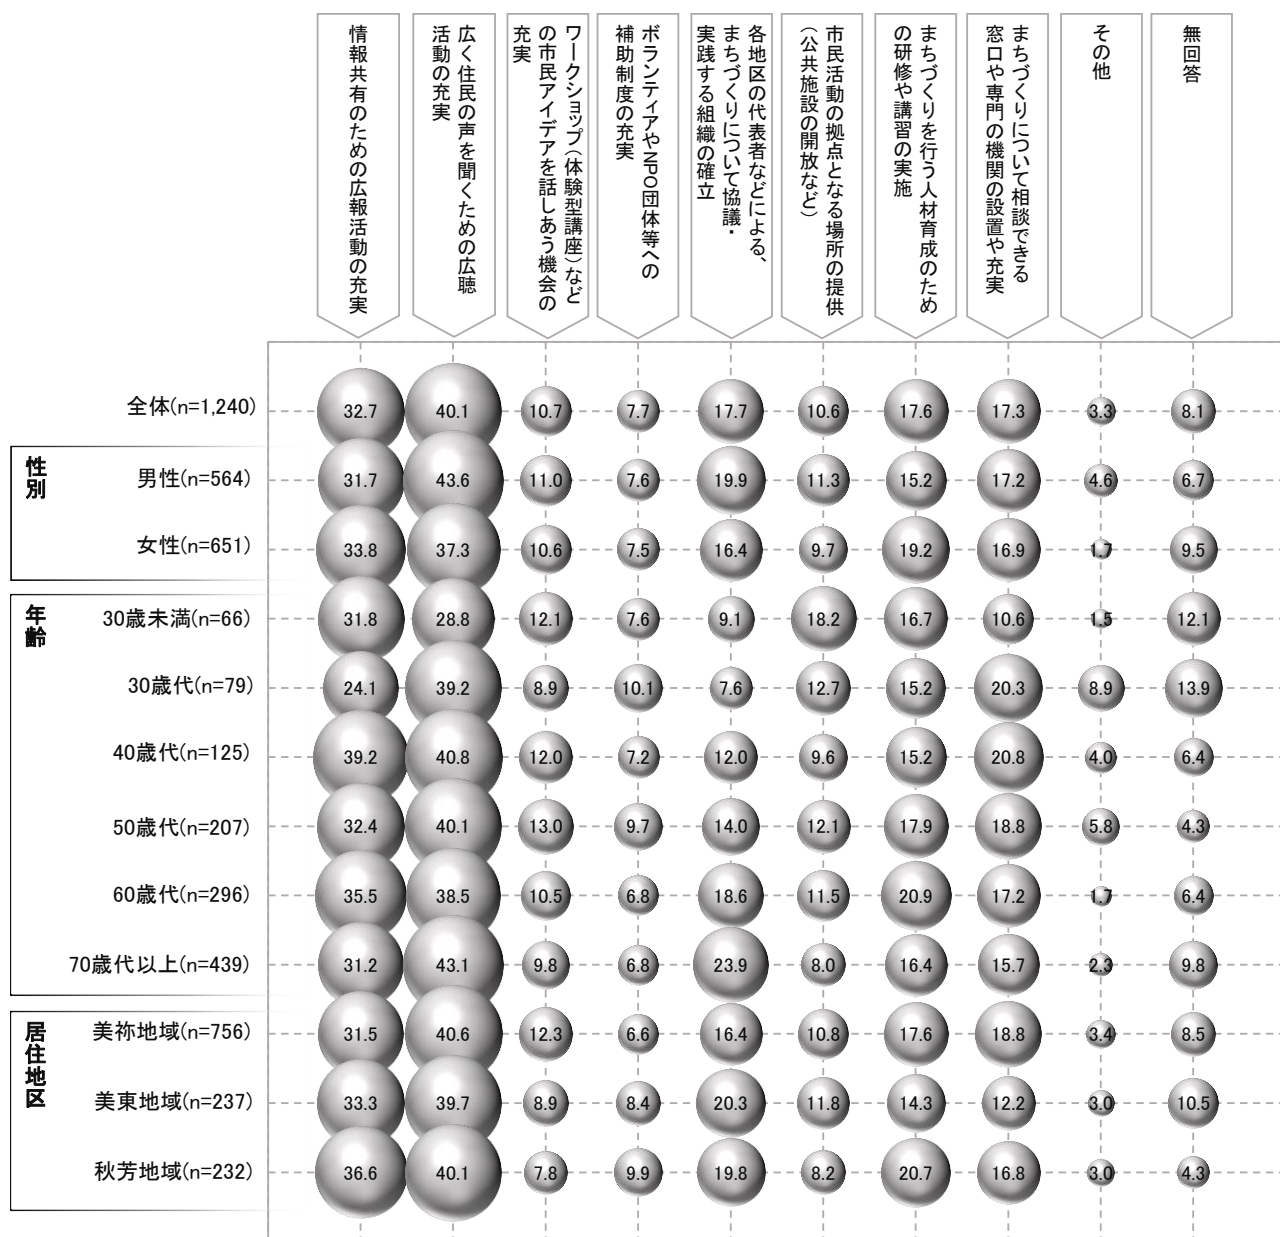 情報共有のための広報活動の充実
広く住民の声を聞くための広聴
活動の充実
ワークショップ（体験型講座）など
の市民アイデアを話しあう機会の
充実
ボランティアやNPO団体等への
補助制度の充実
各地区の代表者などによる、
まちづくりについて協議・
実践する組織の確立
市民活動の拠点となる場所の提供
（公共施設の開放など）
まちづくりを行う人材育成のため
の研修や講習の実施
まちづくりについて相談できる
窓口や専門の機関の設置や充実
その他
無回答
全体(n=1,240) 32.7 40.1 10.7 7.7 17.7 10.6 17.6 17.3 3.3 8.1
性別
男性(n=564) 31.7 43.6 11.0 7.6 19.9 11.3 15.2 17.2 4.6 6.7
女性(n=651) 33.8 37.3 10.6 7.5 16.4 9.7 19.2 16.9 1.7 9.5
年齢
30歳未満(n=66) 31.8 28.8 12.1 7.6 9.1 18.2 16.7 10.6 1.5 12.1
30歳代(n=79) 24.1 39.2 8.9 10.1 7.6 12.7 15.2 20.3 8.9 13.9
40歳代(n=125) 39.2 40.8 12.0 7.2 12.0 9.6 15.2 20.8 4.0 6.4
50歳代(n=207) 32.4 40.1 13.0 9.7 14.0 12.1 17.9 18.8 5.8 4.3
60歳代(n=296) 35.5 38.5 10.5 6.8 18.6 11.5 20.9 17.2 1.7 6.4
70歳代以上(n=439) 31.2 43.1 9.8 6.8 23.9 8.0 16.4 15.7 2.3 9.8
居住地区
美祢地域(n=756) 31.5 40.6 12.3 6.6 16.4 10.8 17.6 18.8 3.4 8.5
美東地域(n=237) 33.3 39.7 8.9 8.4 20.3 11.8 14.3 12.2 3.0 10.5
秋芳地域(n=232) 36.6 40.1 7.8 9.9 19.8 8.2 20.7 16.8 3.0 4.3